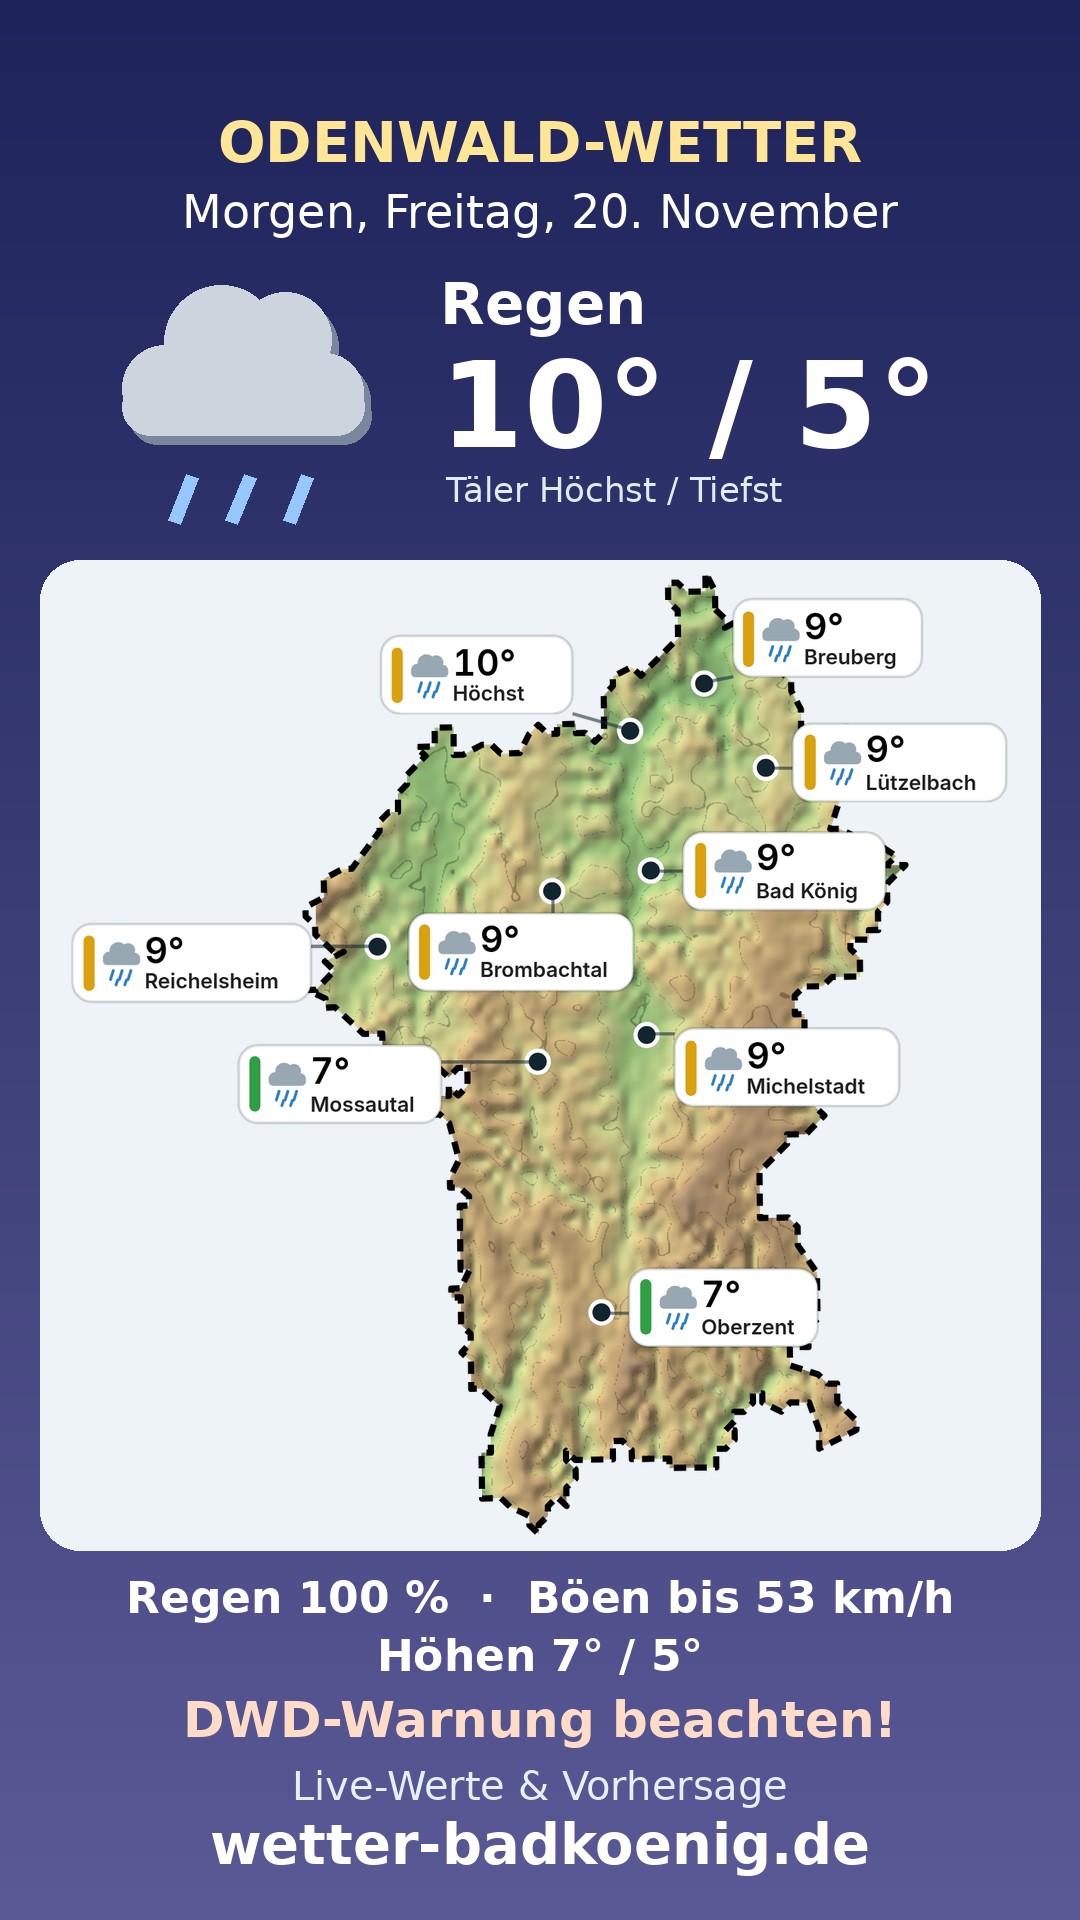 ODENWALD-WETTER
Morgen, Freitag, 20. November
Regen
10° / 5°
Täler Höchst / Tiefst
9°
Breuberg
10°
Höchst
9°
Lützelbach
9°
Bad König
9°
Brombachtal
9°
Reichelsheim
9°
Michelstadt
7°
Mossautal
7°
Oberzent
Regen 100 % · Böen bis 53 km/h
Höhen 7° / 5°
DWD-Warnung beachten!
Live-Werte & Vorhersage
wetter-badkoenig.de